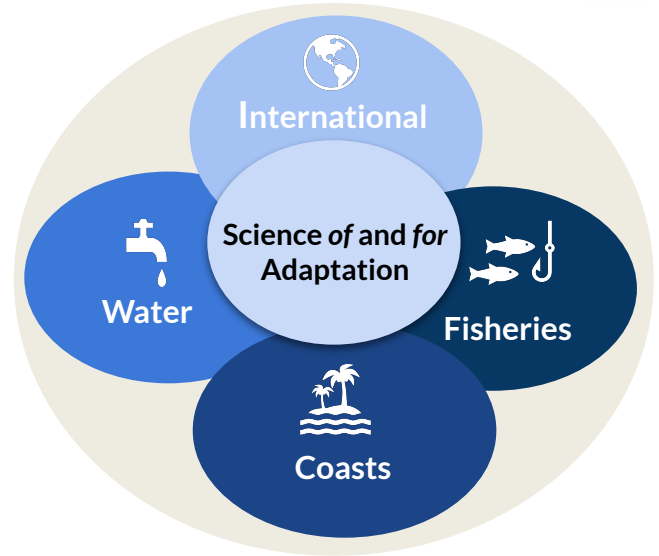 International
Science of and for
Adaptation
Water
Fisheries
Coasts